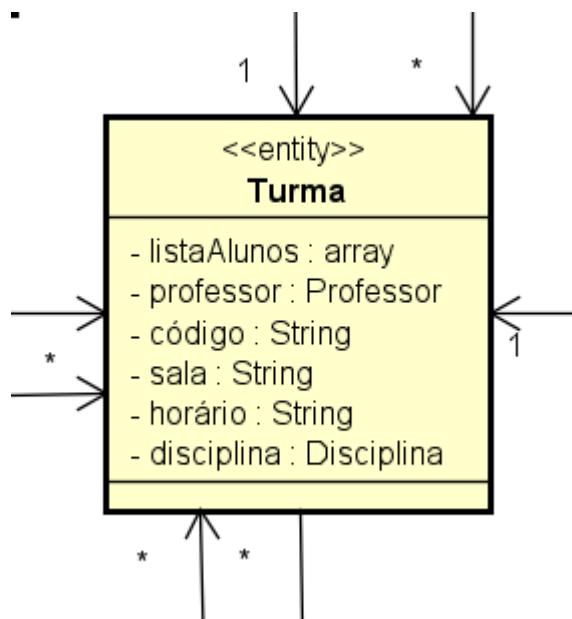 1 *
<<entity>>
Turma
- listaAlunos : array
- professor : Professor
- código : String
* 1
- sala : String
- horário : String
- disciplina : Disciplina
* *